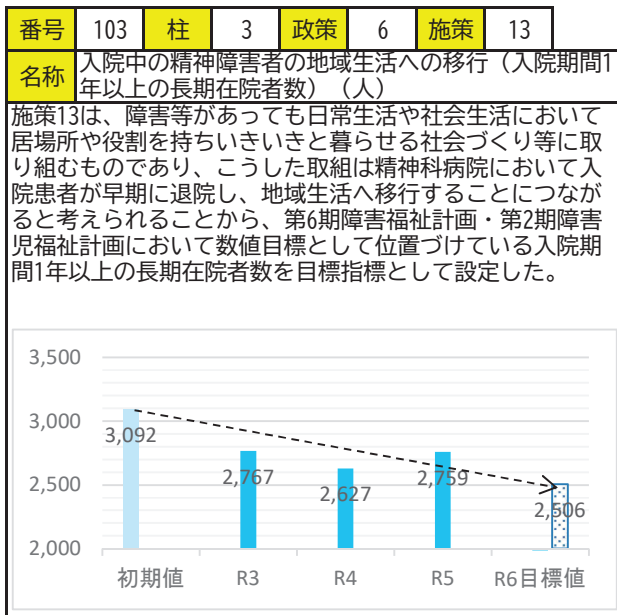 番号 103 柱 3 政策 6 施策 13
名称 入院中の精神障害者の地域生活への移行（入院期間1
年以上の長期在院者数）（人）
施策13は、障害等があっても日常生活や社会生活において
居場所や役割を持ちいきいきと暮らせる社会づくり等に取
り組むものであり、こうした取組は精神科病院において入
院患者が早期に退院し、地域生活へ移行することにつなが
ると考えられることから、第6期障害福祉計画・第2期障害
児福祉計画において数値目標として位置づけている入院期
間1年以上の長期在院者数を目標指標として設定した。
3,500
3,000
2,500
2,000
3,092
2,767
2,627
2,759
2,506
初期値 R3 R4 R5 R6目標値